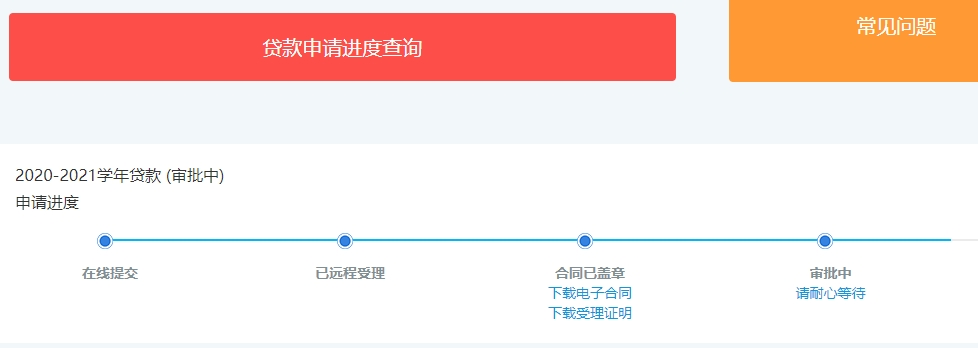 贷款申请进度查询
常见问题
2020-2021学年贷款 (审批中)
申请进度
在线提交
已远程受理
合同已盖章
下载电子合同
下载受理证明
审批中
请耐心等待